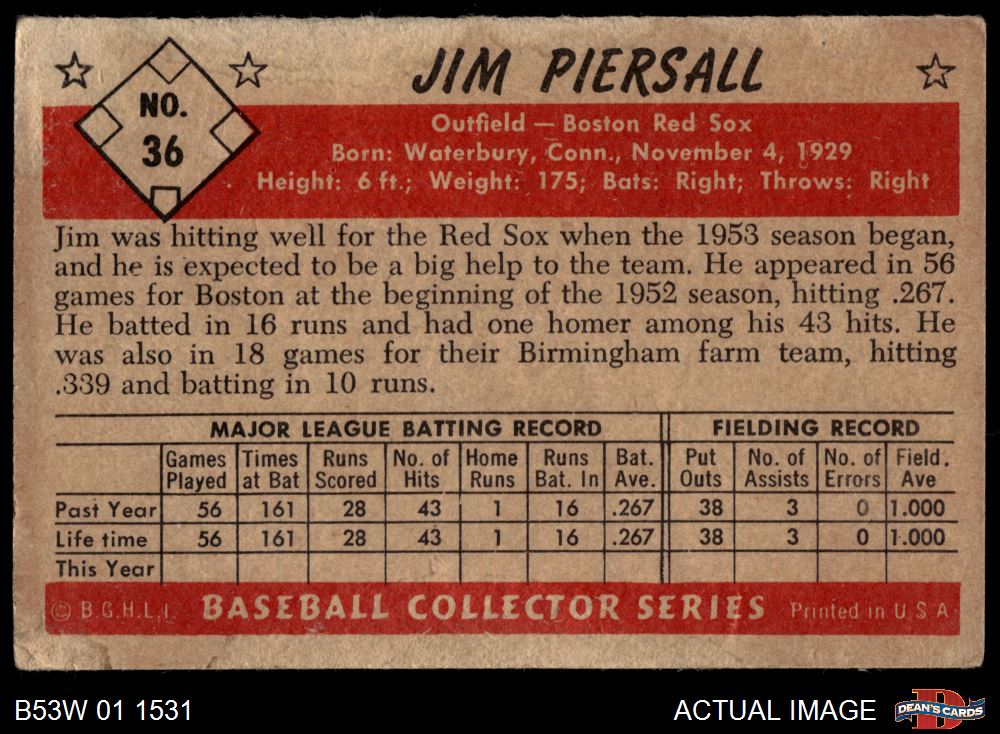 JIM PIERSALL
NO.
36
Outfield — Boston Red Sox
Born: Waterbury, Conn., November 4, 1929
Height: 6 ft.; Weight: 175; Bats: Right; Throws: Right
Jim was hitting well for the Red Sox when the 1953 season began,
and he is expected to be a big help to the team. He appeared in 56
games for Boston at the beginning of the 1952 season, hitting .267.
He batted in 16 runs and had one homer among his 43 hits. He
was also in 18 games for their Birmingham farm team, hitting
.339 and batting in 10 runs.
MAJOR LEAGUE BATTING RECORD FIELDING RECORD
Games Times Runs No. of Home Runs Bat. Put No. of No. of Field.
Played at Bat Scored Hits Runs Bat. In Ave. Outs Assists Errors Ave
Past Year 56 161 28 43 1 16 .267 38 3 0 1.000
Life time 56 161 28 43 1 16 .267 38 3 0 1.000
This Year
© B.G.H.L.I. BASEBALL COLLECTOR SERIES Printed in U.S.A.
B53W 01 1531 ACTUAL IMAGE DEAN'S CARDS